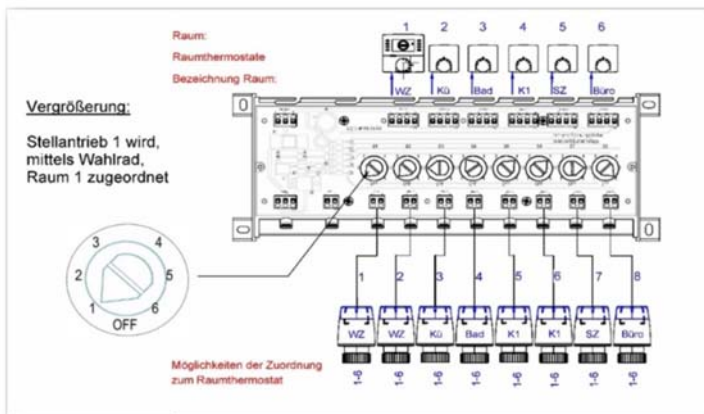 Raum:
1 2 3 4 5 6
Raumthermostate
Bezeichnung Raum:
WZ Kü Bad K1 SZ Büro
Vergrößerung:
Stellantrieb 1 wird,
mittels Wahlrad,
Raum 1 zugeordnet
3 4
2 5
1 6
OFF
1 2 3 4 5 6 7 8
WZ WZ Kü Bad K1 K1 SZ Büro
Möglichkeiten der Zuordnung
zum Raumthermostat
1-6 1-6 1-6 1-6 1-6 1-6 1-6 1-6